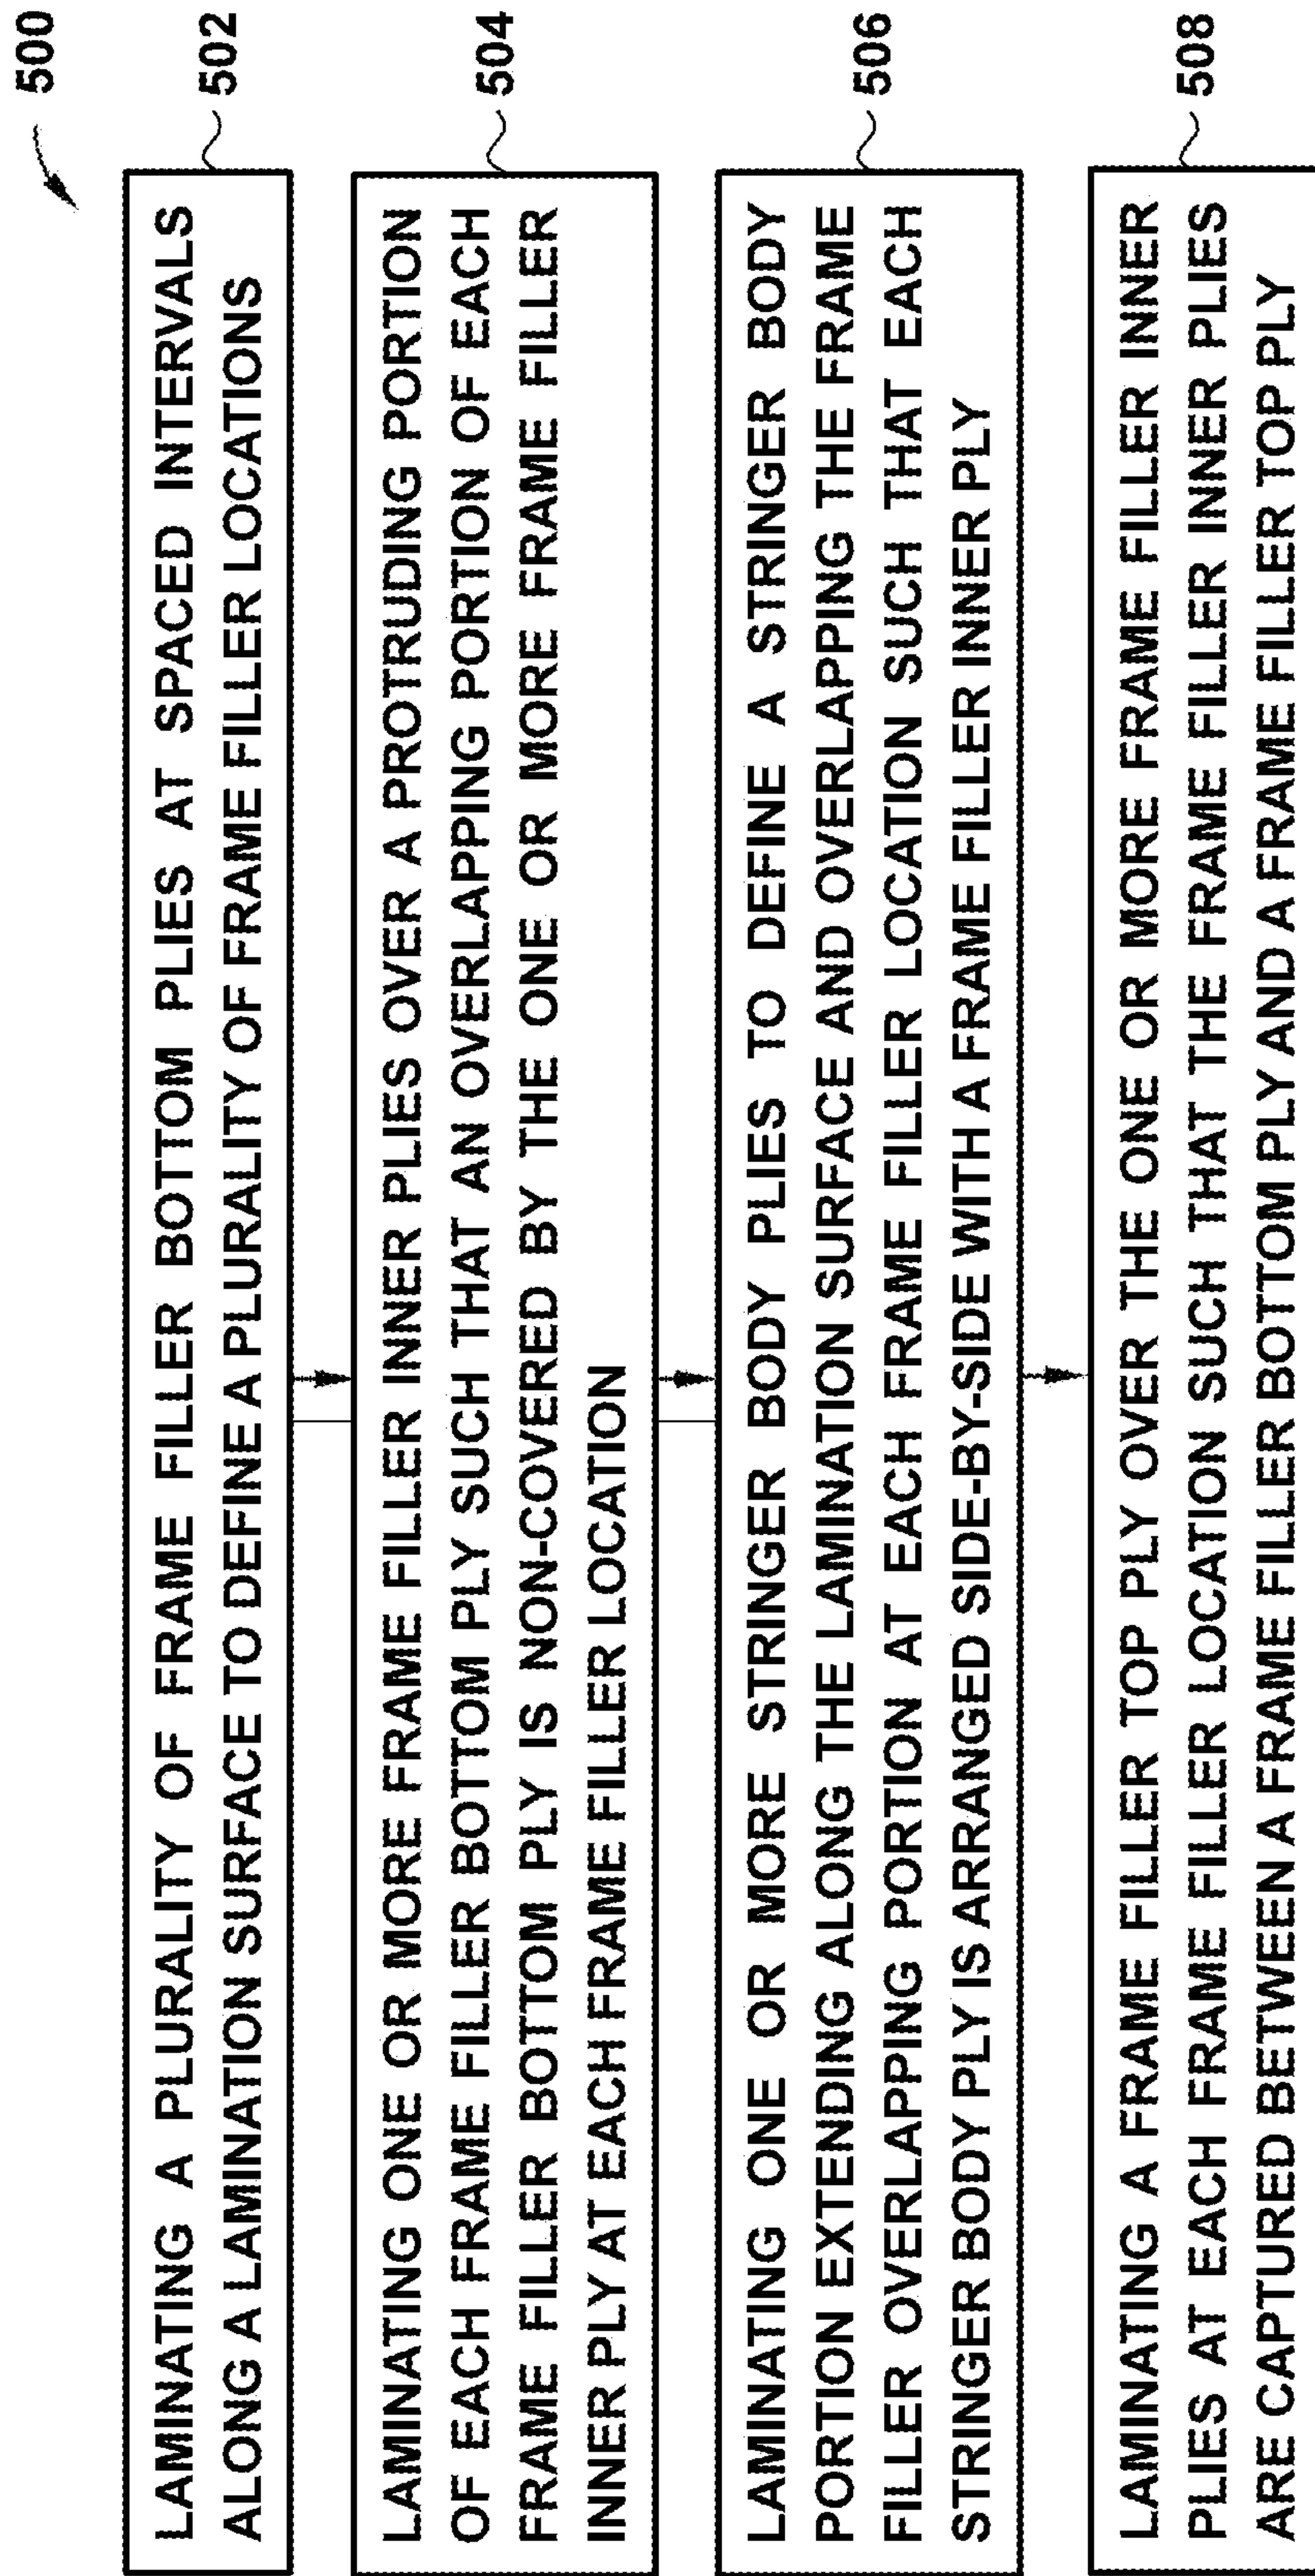 500
LAMINATING A PLURALITY OF FRAME FILLER BOTTOM PLIES AT SPACED INTERVALS
ALONG A LAMINATION SURFACE TO DEFINE A PLURALITY OF FRAME FILLER LOCATIONS
502
LAMINATING ONE OR MORE FRAME FILLER INNER PLIES OVER A PROTRUDING PORTION
OF EACH FRAME FILLER BOTTOM PLY SUCH THAT AN OVERLAPPING PORTION OF EACH
FRAME FILLER BOTTOM PLY IS NON-COVERED BY THE ONE OR MORE FRAME FILLER
INNER PLY AT EACH FRAME FILLER LOCATION
504
LAMINATING ONE OR MORE STRINGER BODY PLIES TO DEFINE A STRINGER BODY
PORTION EXTENDING ALONG THE LAMINATION SURFACE AND OVERLAPPING THE FRAME
FILLER OVERLAPPING PORTION AT EACH FRAME FILLER LOCATION SUCH THAT EACH
STRINGER BODY PLY IS ARRANGED SIDE-BY-SIDE WITH A FRAME FILLER INNER PLY
506
LAMINATING A FRAME FILLER TOP PLY OVER THE ONE OR MORE FRAME FILLER INNER
PLIES AT EACH FRAME FILLER LOCATION SUCH THAT THE FRAME FILLER INNER PLIES
ARE CAPTURED BETWEEN A FRAME FILLER BOTTOM PLY AND A FRAME FILLER TOP PLY
508